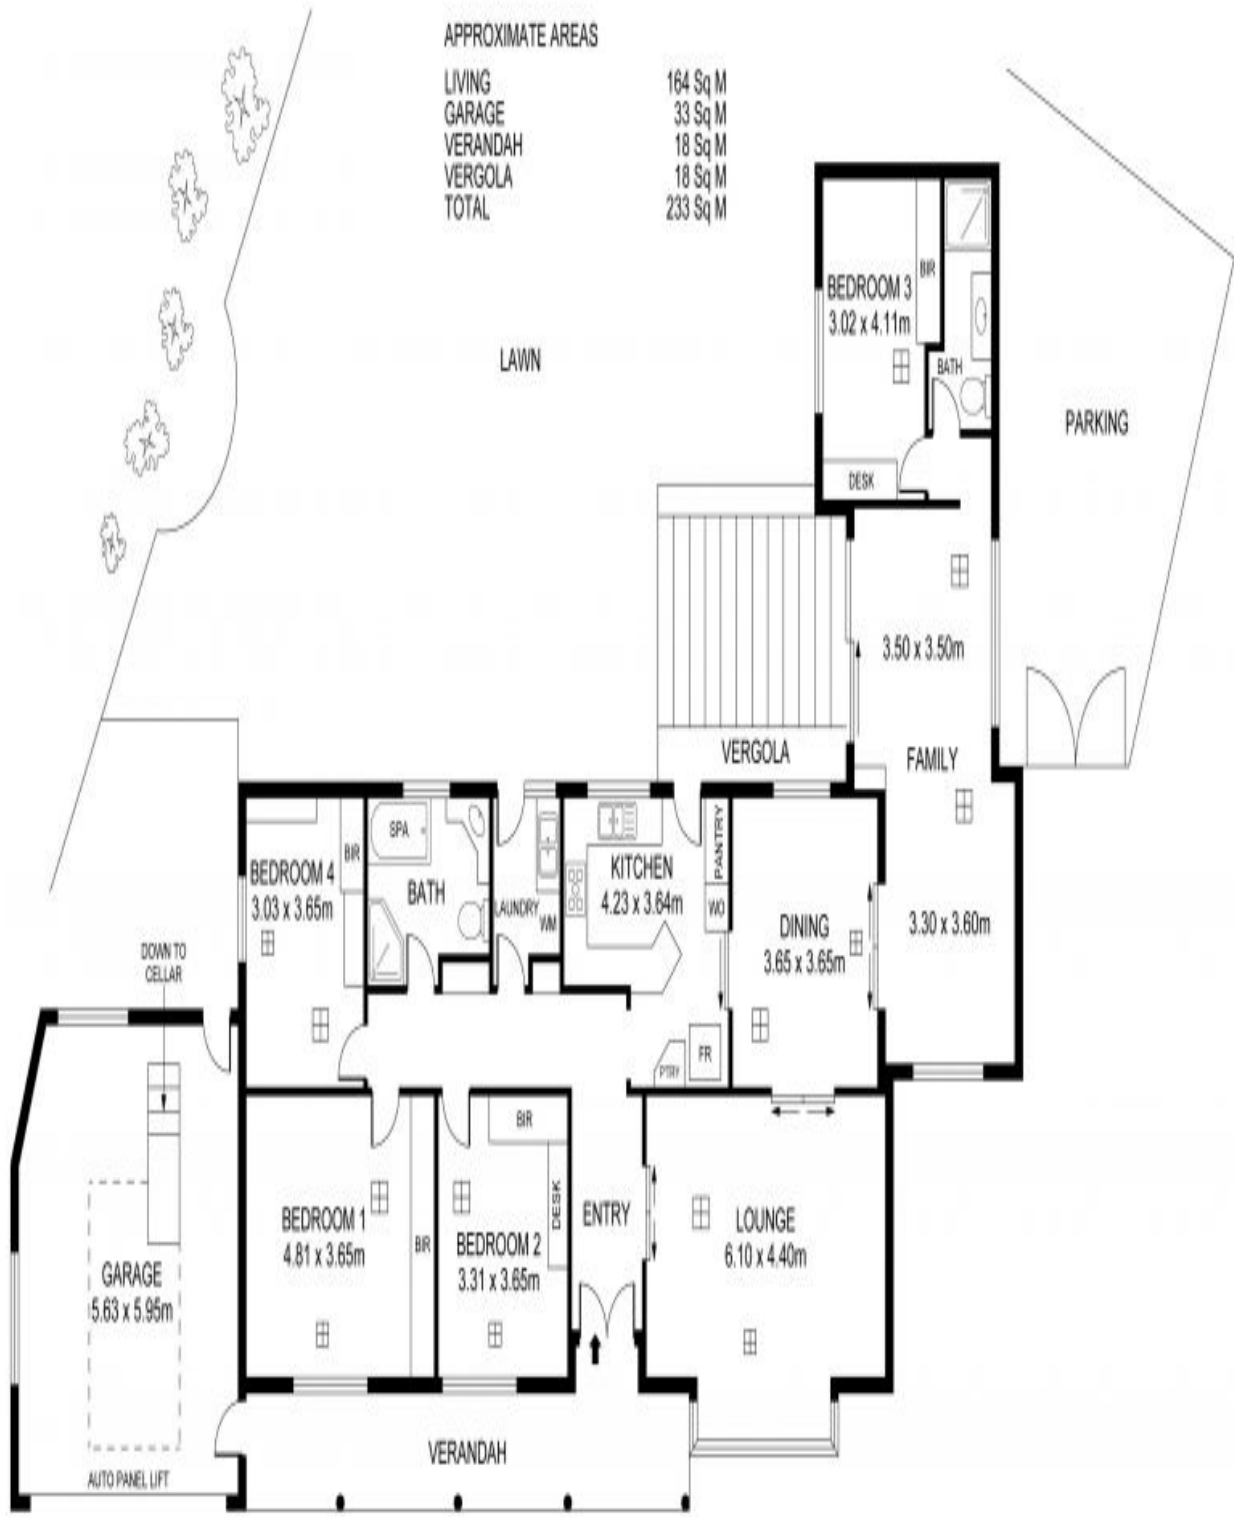 APPROXIMATE AREAS
LIVING 164 Sq M
GARAGE 33 Sq M
VERANDAH 18 Sq M
VERGOLA 18 Sq M
TOTAL 233 Sq M
LAWN
BEDROOM 3
3.02 x 4.11m
BIR
BATH
DESK
PARKING
3.50 x 3.50m
FAMILY
3.30 x 3.60m
VERGOLA
BEDROOM 4
3.03 x 3.65m
BIR
SPA
BATH
LAUNDRY
WM
KITCHEN
4.23 x 3.64m
PANTRY
WO
DINING
3.65 x 3.65m
FR
PTRY
DOWN TO
CELLAR
GARAGE
5.63 x 5.95m
AUTO PANEL LIFT
BEDROOM 1
4.81 x 3.65m
BIR
BIR
DESK
BEDROOM 2
3.31 x 3.65m
ENTRY
LOUNGE
6.10 x 4.40m
VERANDAH